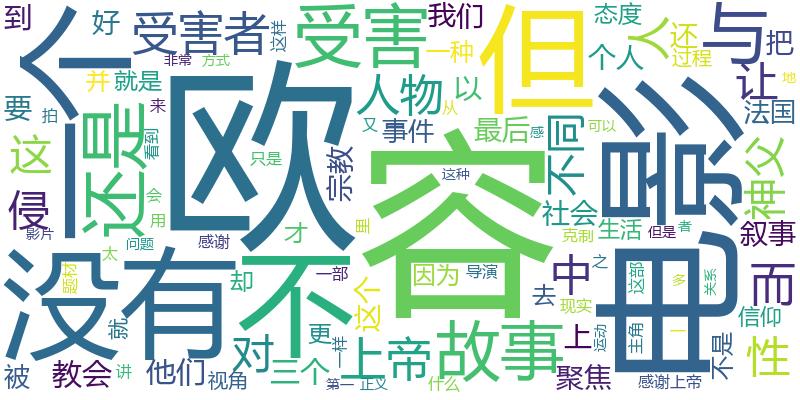 到
好
受害者
这样
受害
我们
但
态度
人
还
与
把
一个
非常
方式
一种
个人
过程
并
就是
来
欧
人物
以
电影
让
地
要
拍
还是
看到
又
事件
从
最后
感
不同
可以
法国
这
只是
宗教
容
这种
神父
侵
会
用
社会
生活
但是
者
叙事
影片
问题
感谢
才
里
克制
没有
太
题材
不
却
一部
因为
导演
中
之
这部
多
关系
而
去
现实
信仰
就
这个
更
对
一样
上帝
故事
上
运动
主角
一
不是
性
被
教会
讲
他们
视角
三个
第一
正义
什么
聚焦
感谢上帝